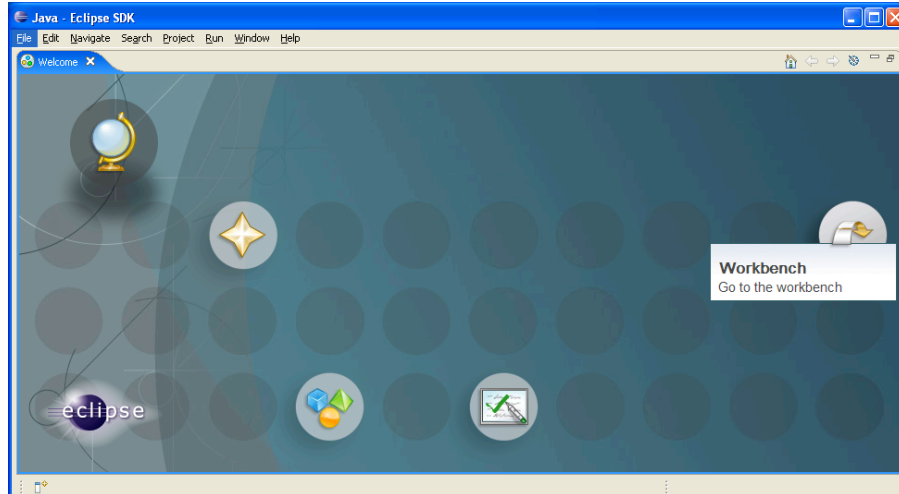 Java - Eclipse SDK
File Edit Navigate Search Project Run Window Help
Welcome
Workbench
Go to the workbench
eclipse